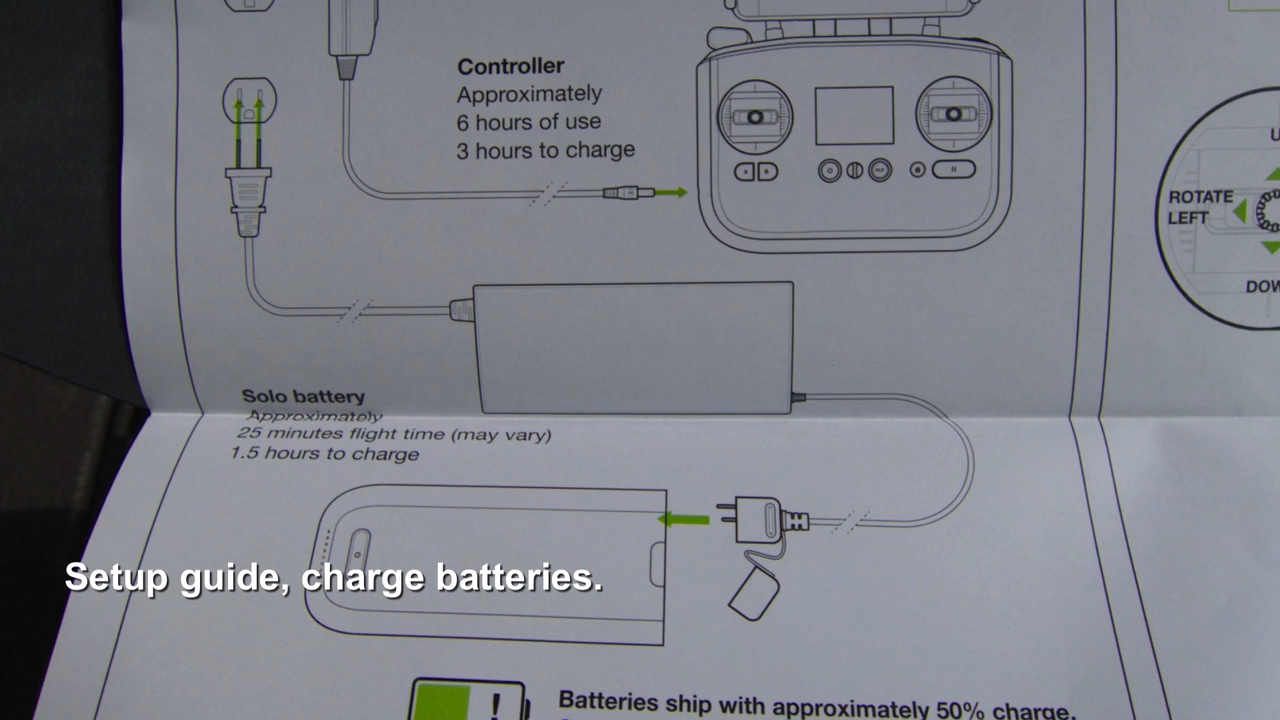 Controller
Approximately
6 hours of use
3 hours to charge
ROTATE
LEFT
Solo battery
Approximately
25 minutes flight time (may vary)
1.5 hours to charge
Setup guide, charge batteries.
!
Batteries ship with approximately 50% charge.